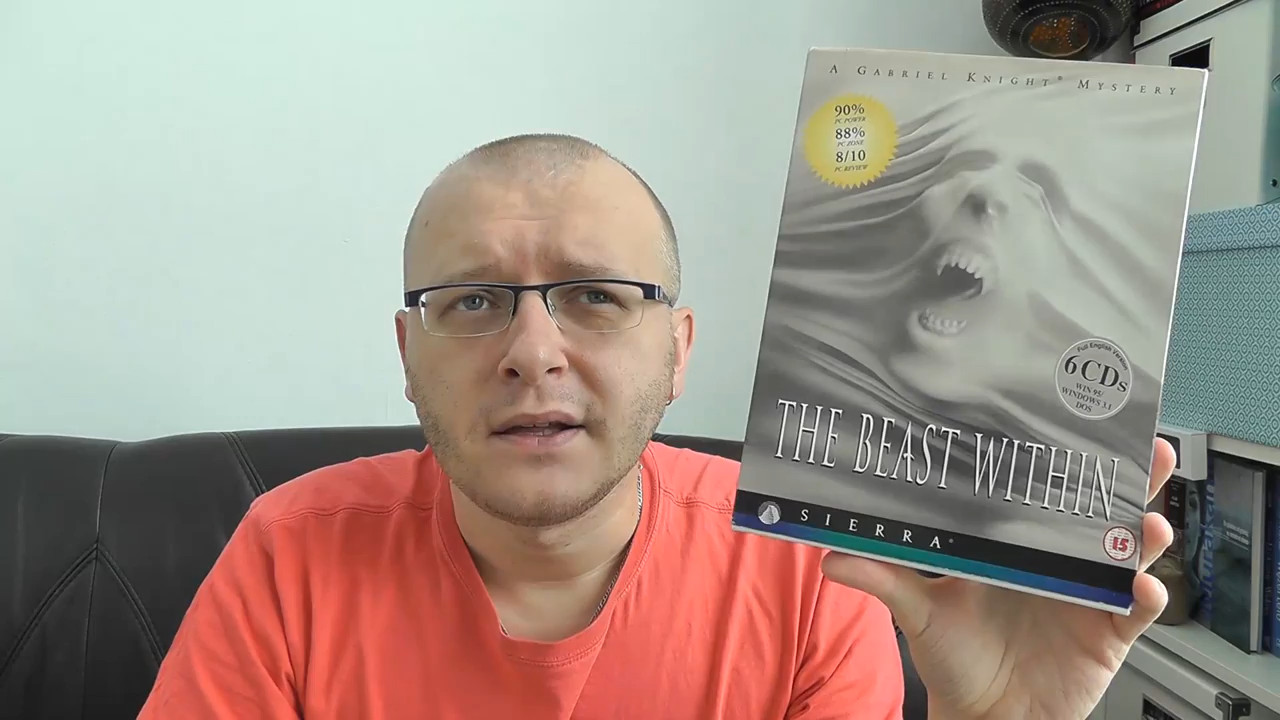 A GABRIEL KNIGHT® MYSTERY
90%
PC POWER
88%
PC ZONE
8/10
PC REVIEW
Full English Version
6 CDs
WIN 95/
WINDOWS 3.1
DOS
THE BEAST WITHIN
SIERRA®
15